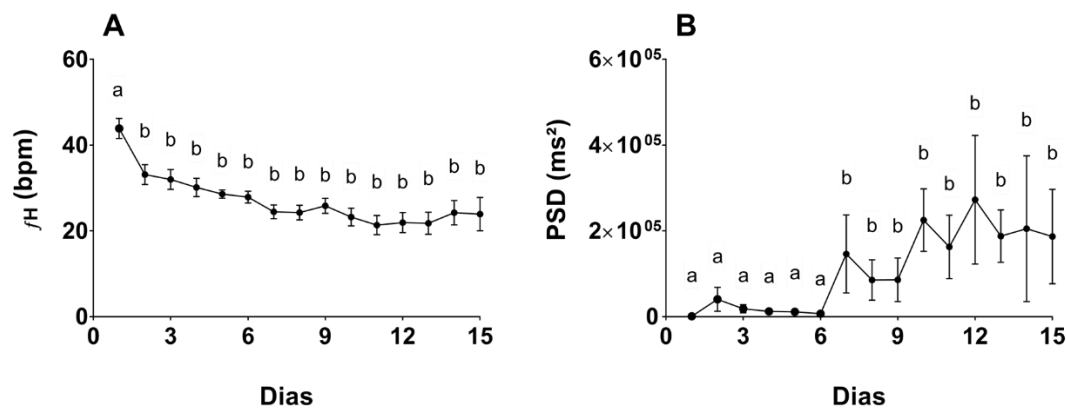 A
60
40
20
0
fH (bpm)
a
b b b b b b b b b b b b b b
0 3 6 9 12 15
Dias
B
6×10⁰⁵
4×10⁰⁵
2×10⁰⁵
0
PSD (ms²)
a a a a a a b b b b b b b b b
0 3 6 9 12 15
Dias